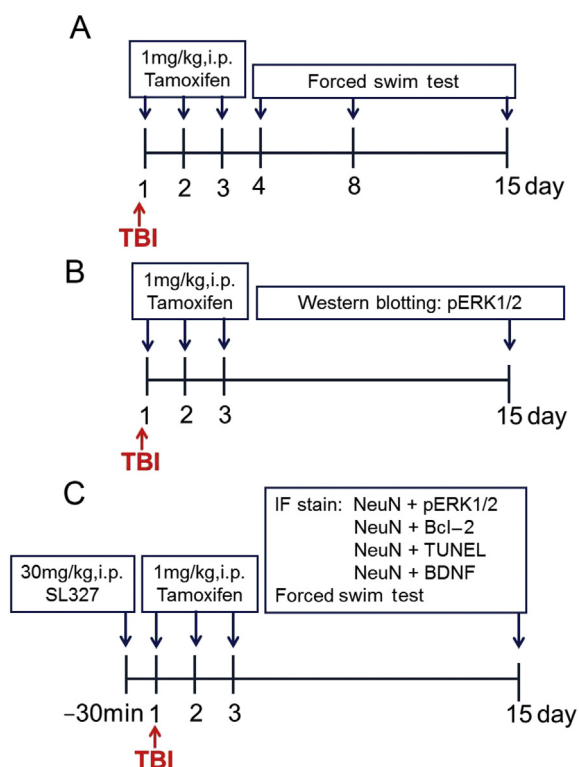 A
1mg/kg,i.p.
Tamoxifen
Forced swim test
1 2 3 4 8 15 day
TBI
B
1mg/kg,i.p.
Tamoxifen
Western blotting: pERK1/2
1 2 3 15 day
TBI
C
IF stain: NeuN + pERK1/2
NeuN + Bcl–2
NeuN + TUNEL
NeuN + BDNF
Forced swim test
30mg/kg,i.p.
SL327
1mg/kg,i.p.
Tamoxifen
–30min 1 2 3 15 day
TBI